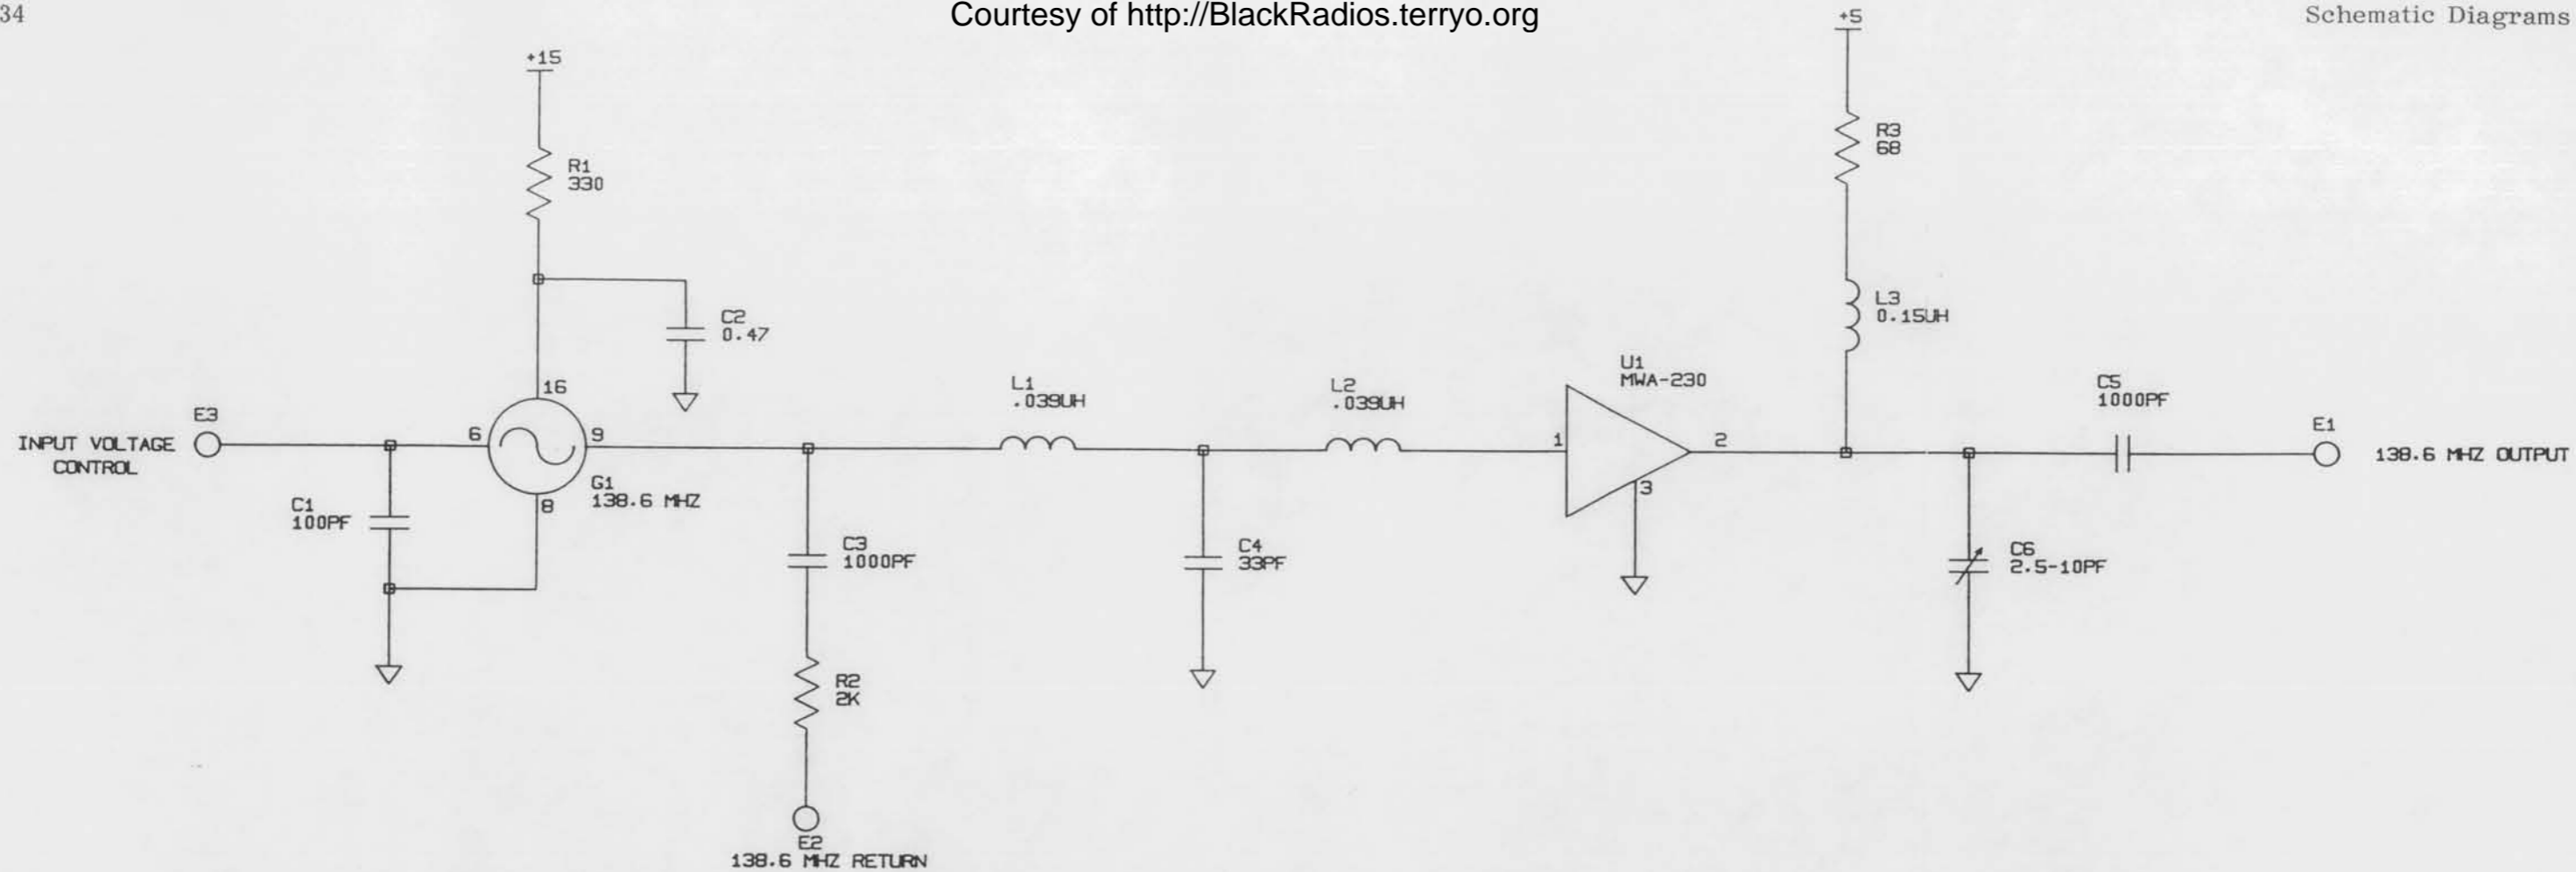 34
Courtesy of http://BlackRadios.terryo.org
Schematic Diagrams
+5
+15
R3
68
R1
330
L3
0.15UH
C2
0.47
U1
MWA-230
16
L1
.039UH
L2
.039UH
C5
1000PF
E3
INPUT VOLTAGE
CONTROL
6
9
1
2
E1
138.6 MHZ OUTPUT
G1
138.6 MHZ
8
3
C1
100PF
C3
1000PF
C4
33PF
C6
2.5-10PF
R2
2K
E2
138.6 MHZ RETURN